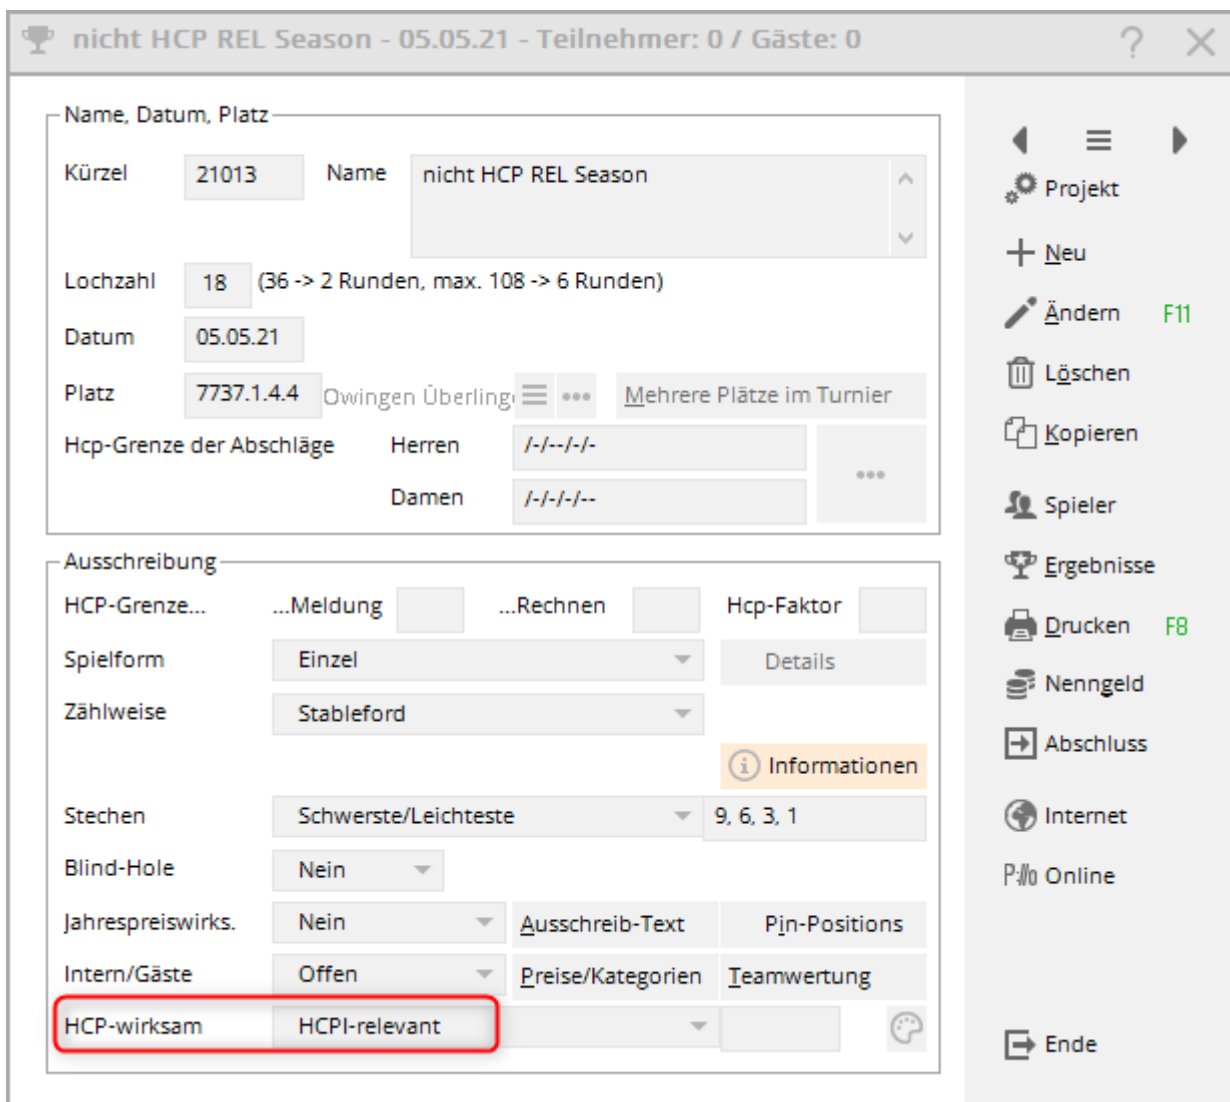 nicht HCP REL Season - 05.05.21 - Teilnehmer: 0 / Gäste: 0 ?
Name, Datum, Platz
Kürzel 21013 Name nicht HCP REL Season
Lochzahl 18 (36 -> 2 Runden, max. 108 -> 6 Runden)
Datum 05.05.21
Platz 7737.1.4.4 Owingen Überling Mehrere Plätze im Turnier
Hcp-Grenze der Abschläge Herren /-/--/-/-
Damen /-/-/-/--
Ausschreibung
HCP-Grenze... ...Meldung ...Rechnen Hcp-Faktor
Spielform Einzel Details
Zählweise Stableford
Informationen
Stechen Schwerste/Leichteste 9, 6, 3, 1
Blind-Hole Nein
Jahrespreiswirks. Nein Ausschreib-Text Pin-Positions
Intern/Gäste Offen Preise/Kategorien Teamwertung
HCP-wirksam HCPI-relevant
Projekt
Neu
Ändern F11
Löschen
Kopieren
Spieler
Ergebnisse
Drucken F8
Nenngeld
Abschluss
Internet
P:// Online
Ende